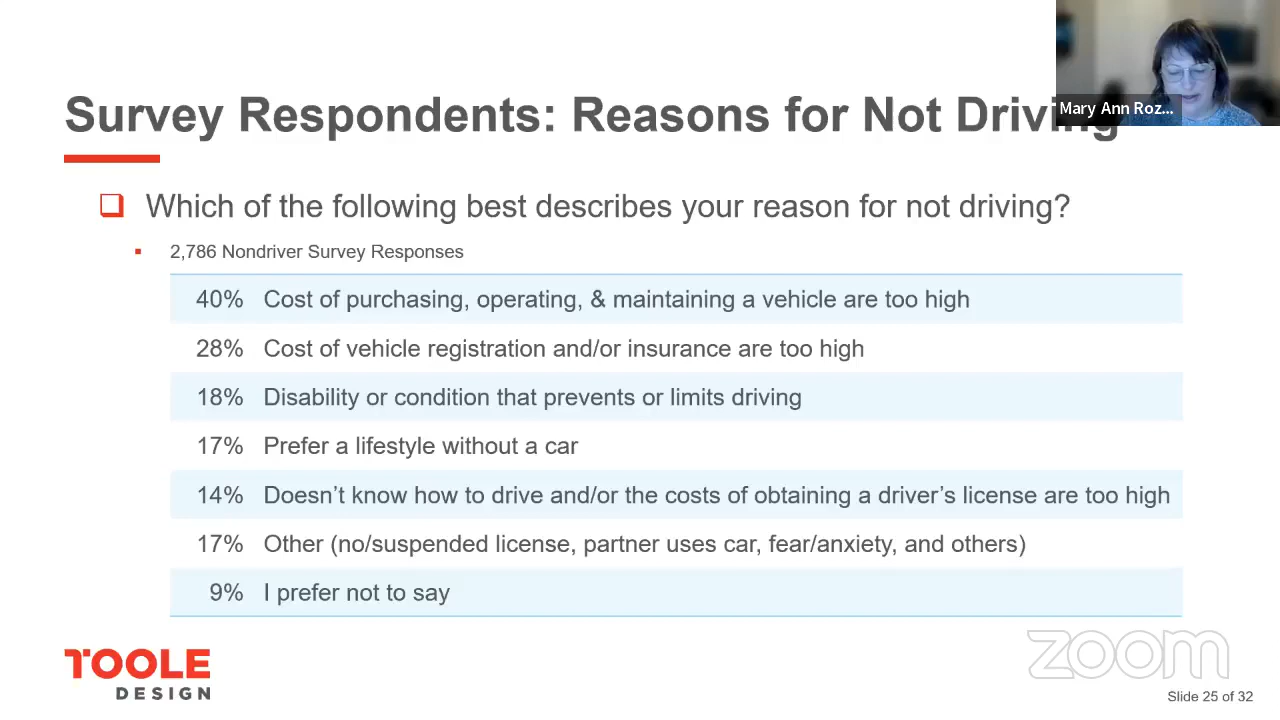 Mary Ann Roz...
Survey Respondents: Reasons for Not Driving
Which of the following best describes your reason for not driving?
2,786 Nondriver Survey Responses
40% Cost of purchasing, operating, & maintaining a vehicle are too high
28% Cost of vehicle registration and/or insurance are too high
18% Disability or condition that prevents or limits driving
17% Prefer a lifestyle without a car
14% Doesn’t know how to drive and/or the costs of obtaining a driver’s license are too high
17% Other (no/suspended license, partner uses car, fear/anxiety, and others)
9% I prefer not to say
TOOLE
DESIGN
zoom
Slide 25 of 32